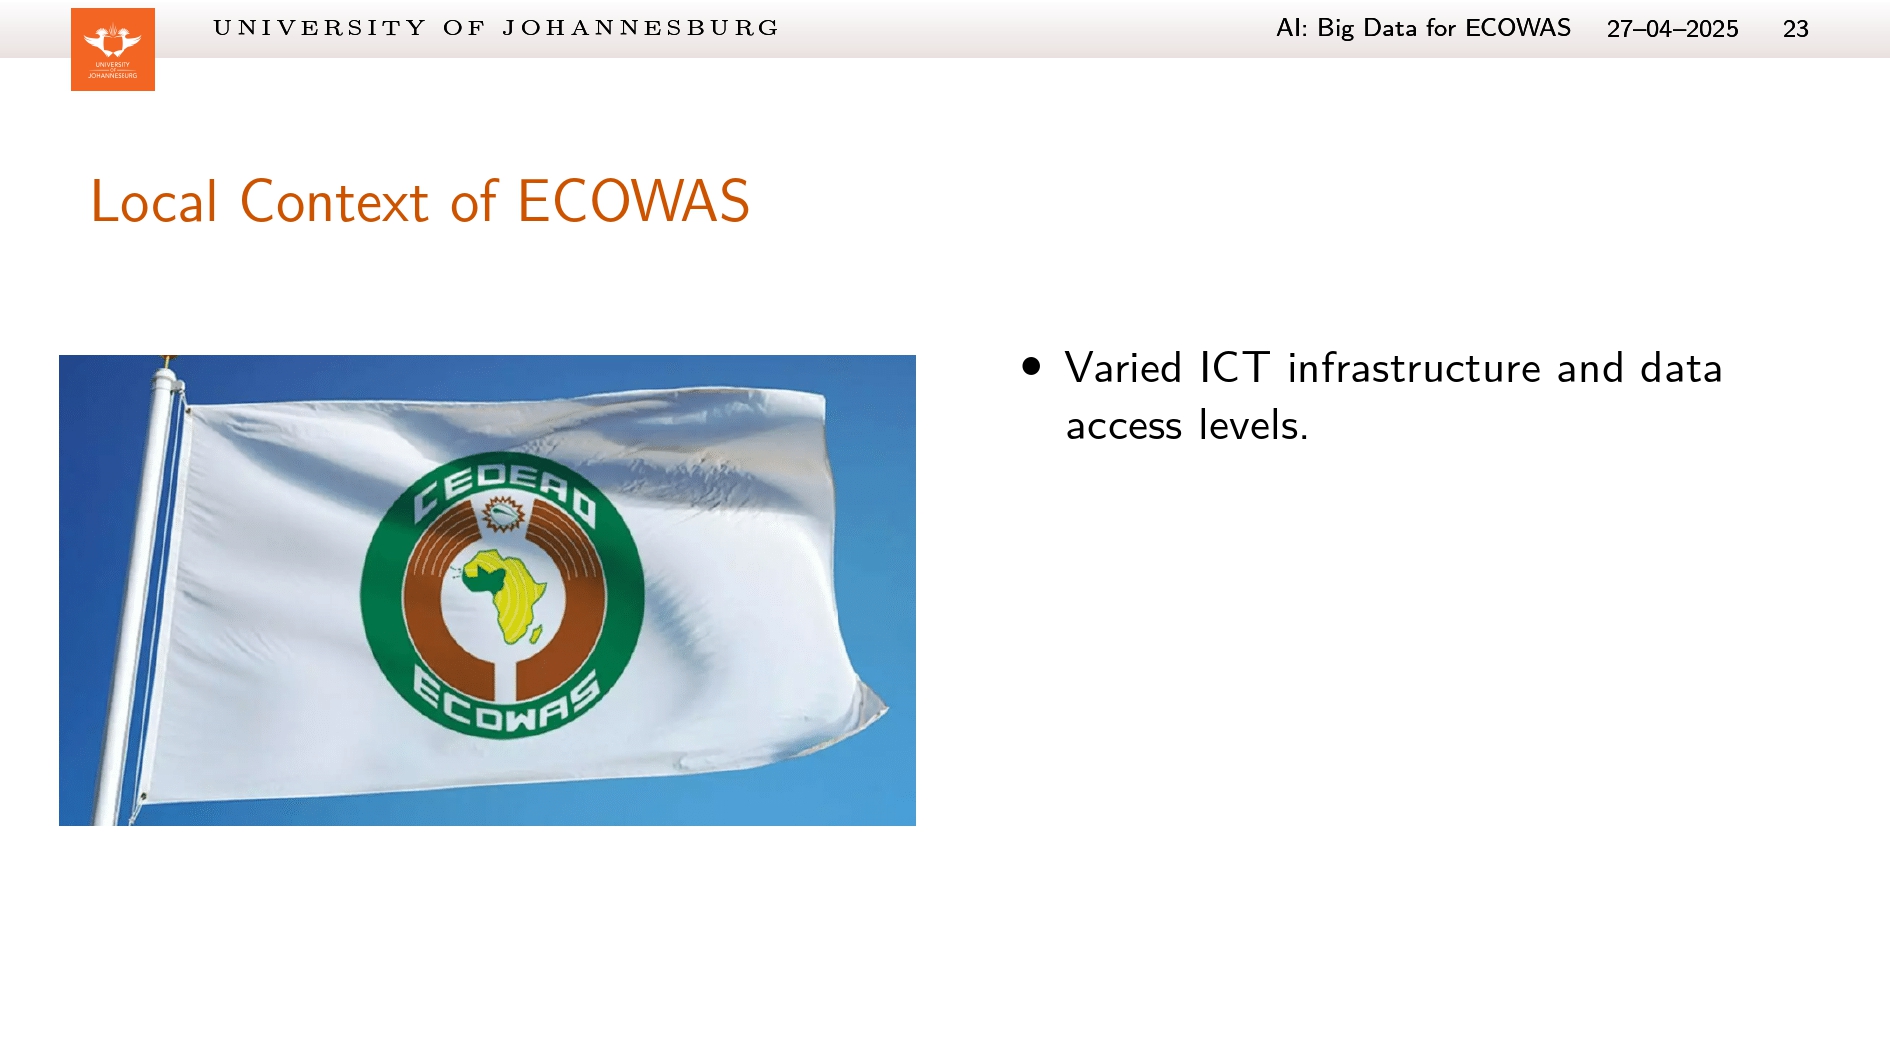 UNIVERSITY OF JOHANNESBURG
AI: Big Data for ECOWAS 27–04–2025 23
UNIVERSITY
OF
JOHANNESBURG
Local Context of ECOWAS
CEDEAO
ECOWAS
• Varied ICT infrastructure and data
access levels.